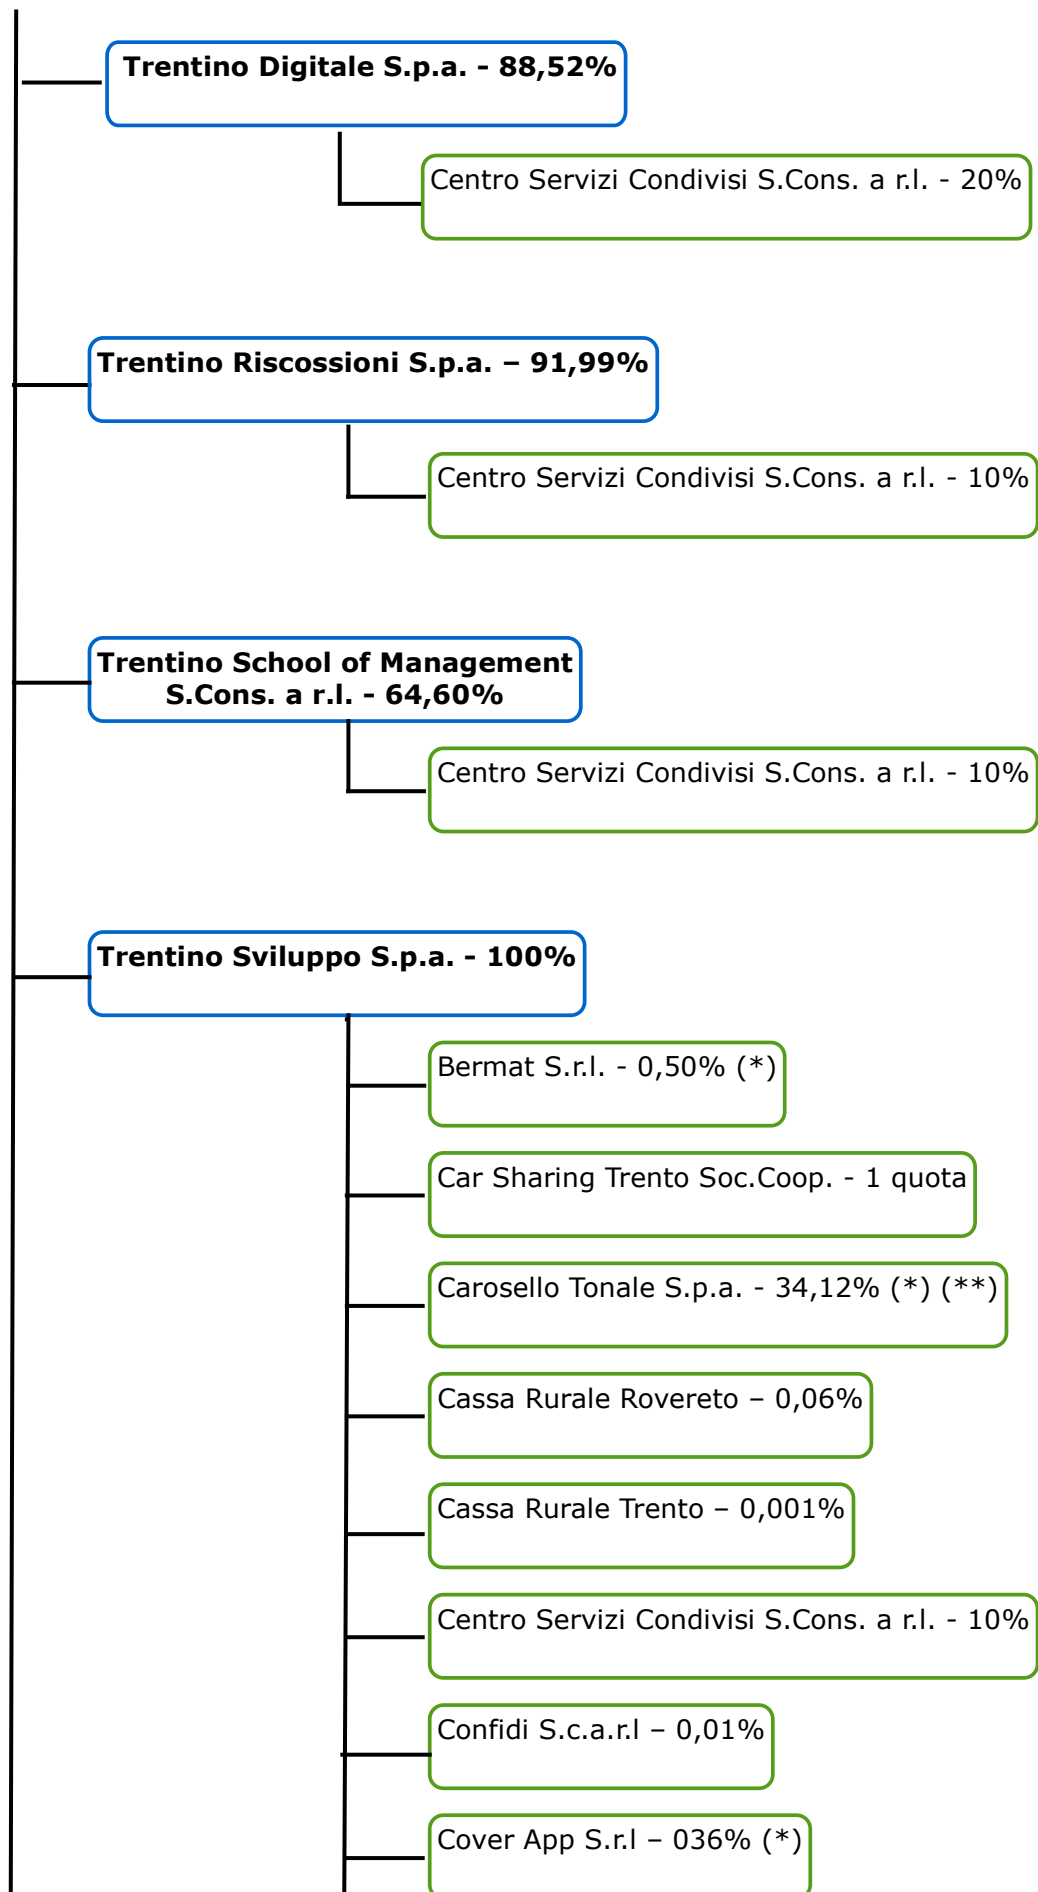 Trentino Digitale S.p.a. - 88,52%
Centro Servizi Condivisi S.Cons. a r.l. - 20%
Trentino Riscossioni S.p.a. – 91,99%
Centro Servizi Condivisi S.Cons. a r.l. - 10%
Trentino School of Management
S.Cons. a r.l. - 64,60%
Centro Servizi Condivisi S.Cons. a r.l. - 10%
Trentino Sviluppo S.p.a. - 100%
Bermat S.r.l. - 0,50% (*)
Car Sharing Trento Soc.Coop. - 1 quota
Carosello Tonale S.p.a. - 34,12% (*) (**)
Cassa Rurale Rovereto – 0,06%
Cassa Rurale Trento – 0,001%
Centro Servizi Condivisi S.Cons. a r.l. - 10%
Confidi S.c.a.r.l – 0,01%
Cover App S.r.l – 036% (*)